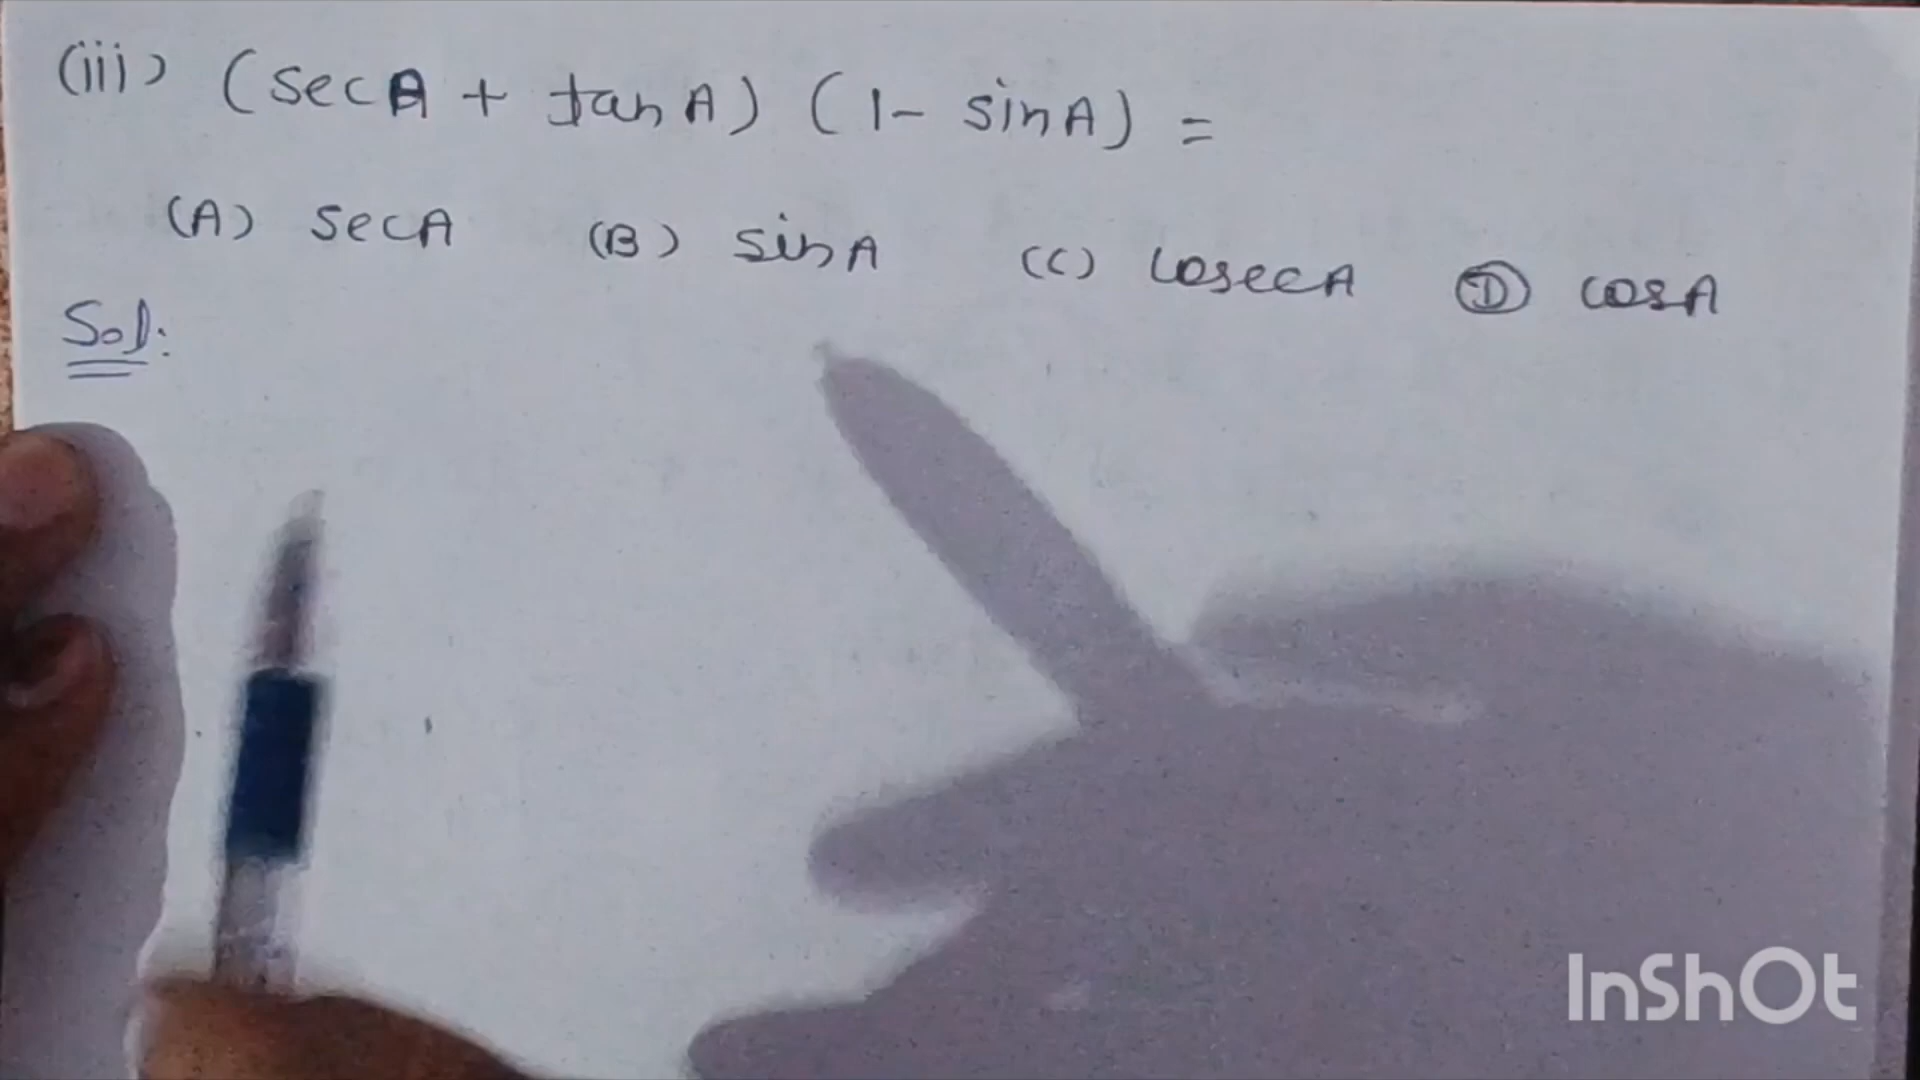 (iii) (secA + tanA) (1- sinA) =
(A) secA (B) sinA (C) cosecA (D) cosA
Sol:
InShOt